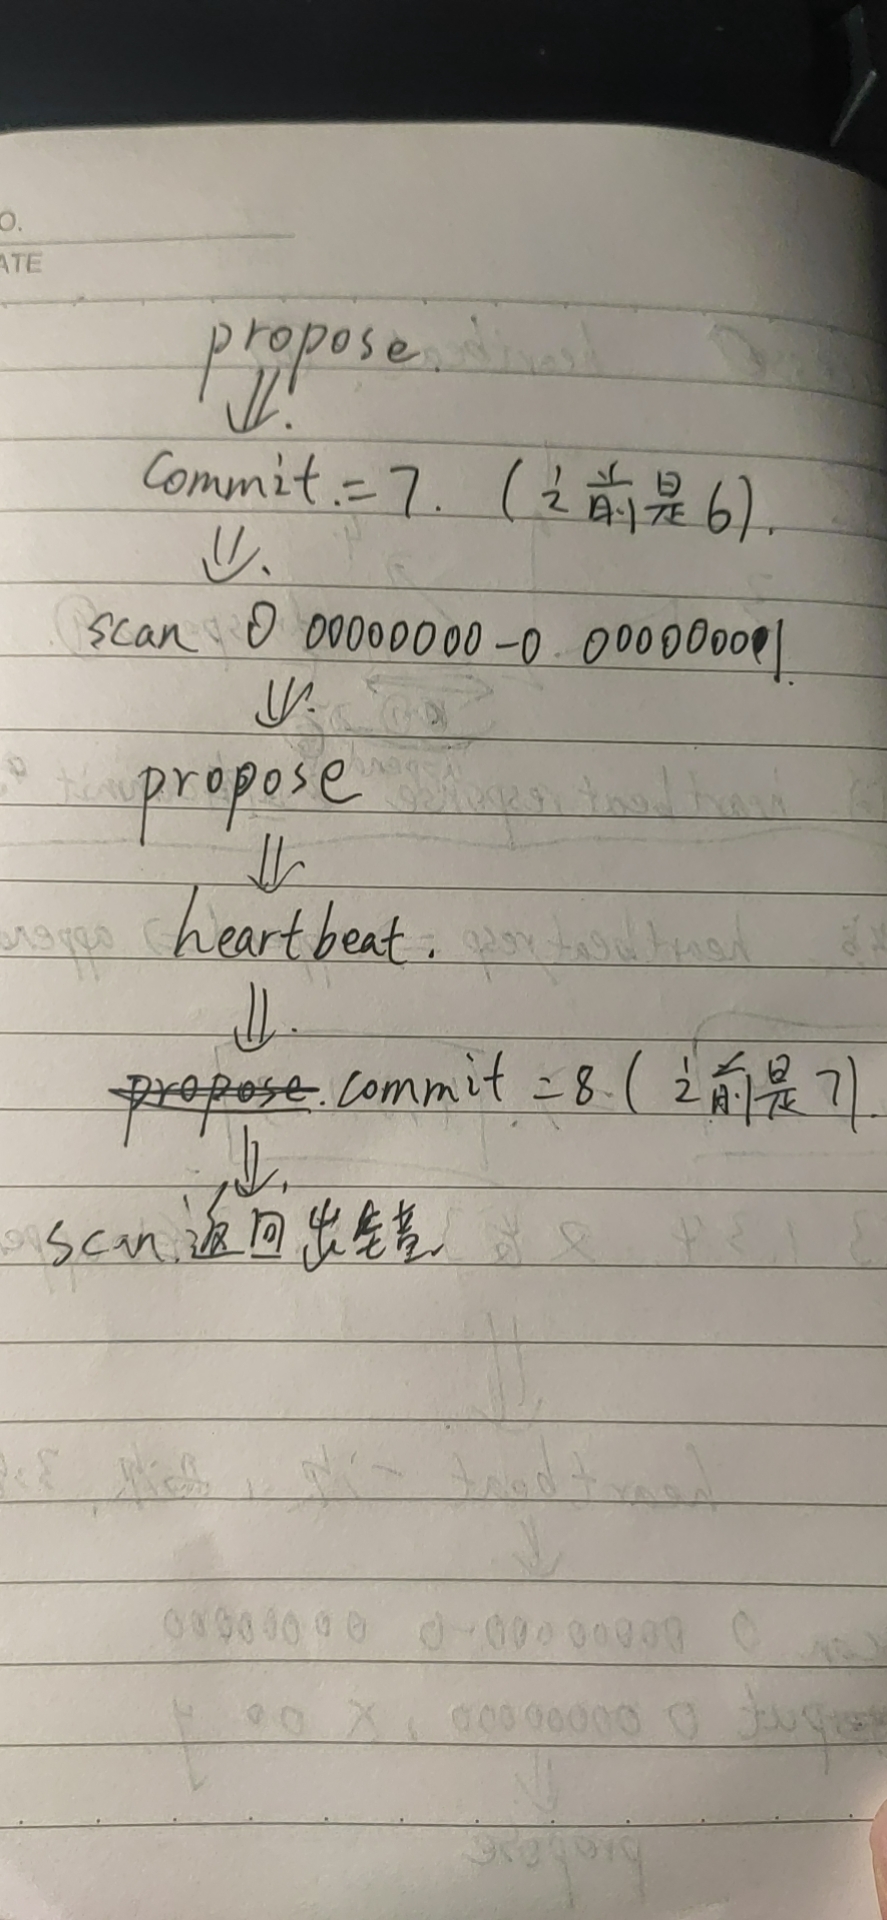 O.
ATE
propose.
⇓.
Commit.=7. (之前是6).
⇓.
scan 0 00000000-0 00000001.
⇓.
propose
⇓
heartbeat.
⇓.
propose.commit =8.(之前是7).
⇓.
scan.返回出